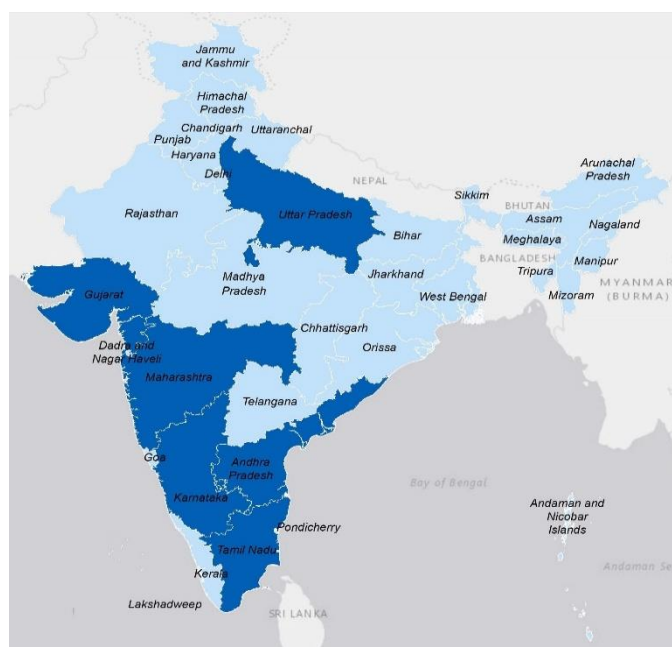 Jammu
and Kashmir
Himachal
Pradesh
Chandigarh
Uttaranchal
Punjab
Haryana
Delhi
NEPAL
Arunachal
Pradesh
Sikkim
BHUTAN
Rajasthan
Uttar Pradesh
Bihar
Assam
Nagaland
Meghalaya
BANGLADESH
Manipur
Tripura
Mizoram
MYANMAR
(BURMA)
Gujarat
Madhya
Pradesh
Jharkhand
West Bengal
Chhattisgarh
Orissa
Dadra and
Nagar Haveli
Maharashtra
Telangana
Goa
Andhra
Pradesh
Karnataka
Bay of Bengal
Andaman and
Nicobar
Islands
Pondicherry
Tamil Nadu
Kerala
Andaman Se
Lakshadweep
SRI LANKA